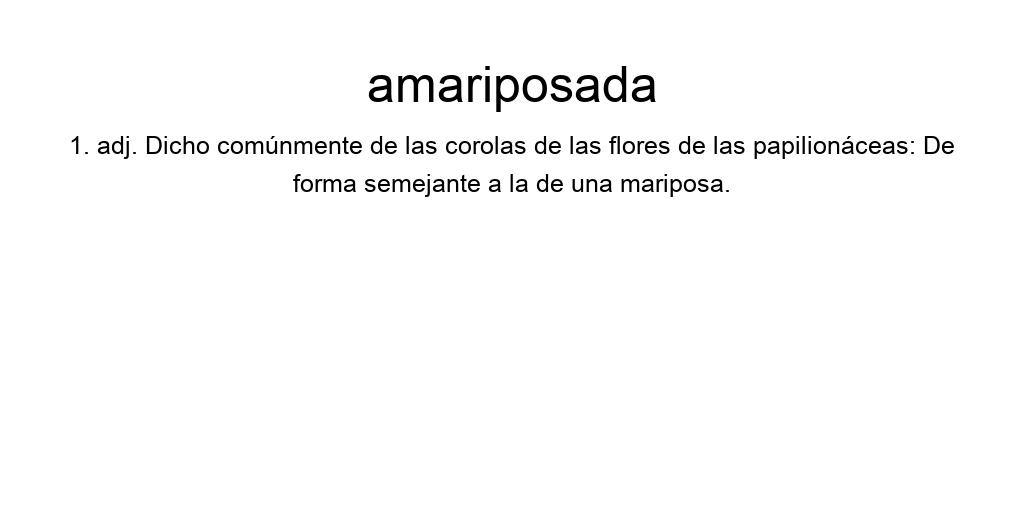 amariposada
1. adj. Dicho comúnmente de las corolas de las flores de las papilionáceas: De
forma semejante a la de una mariposa.